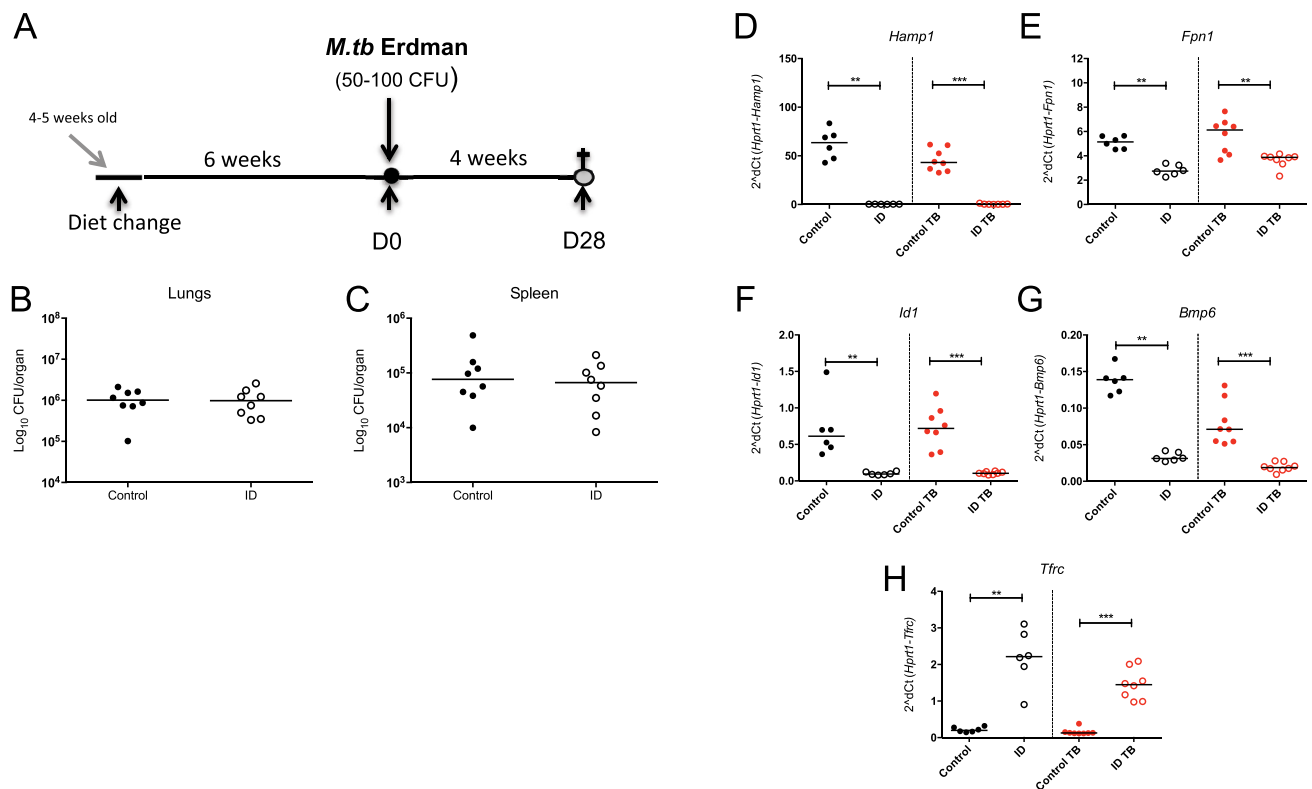 A
M.tb Erdman
(50-100 CFU)
4-5 weeks old
6 weeks
4 weeks
Diet change
D0
D28
B
Lungs
Log10 CFU/organ
10^8
10^7
10^6
10^5
10^4
Control
ID
C
Spleen
Log10 CFU/organ
10^6
10^5
10^4
10^3
Control
ID
D
Hamp1
2^dCt (Hprt1-Hamp1)
150
100
50
0
**
***
Control
ID
Control TB
ID TB
E
Fpn1
2^dCt (Hprt1-Fpn1)
12
10
8
6
4
2
0
**
**
Control
ID
Control TB
ID TB
F
Id1
2^dCt (Hprt1-Id1)
2.0
1.5
1.0
0.5
0.0
**
***
Control
ID
Control TB
ID TB
G
Bmp6
2^dCt (Hprt1-Bmp6)
0.20
0.15
0.10
0.05
0.00
**
***
Control
ID
Control TB
ID TB
H
Tfrc
2^dCt (Hprt1-Tfrc)
4
3
2
1
0
**
***
Control
ID
Control TB
ID TB